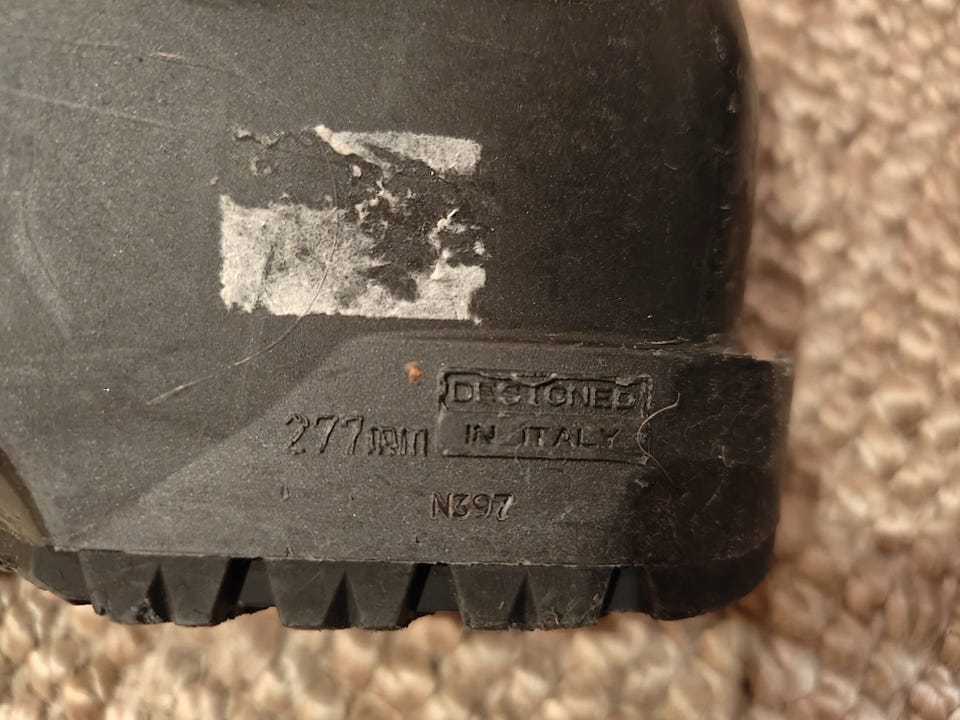 277mm
DESIGNED
IN ITALY
N397